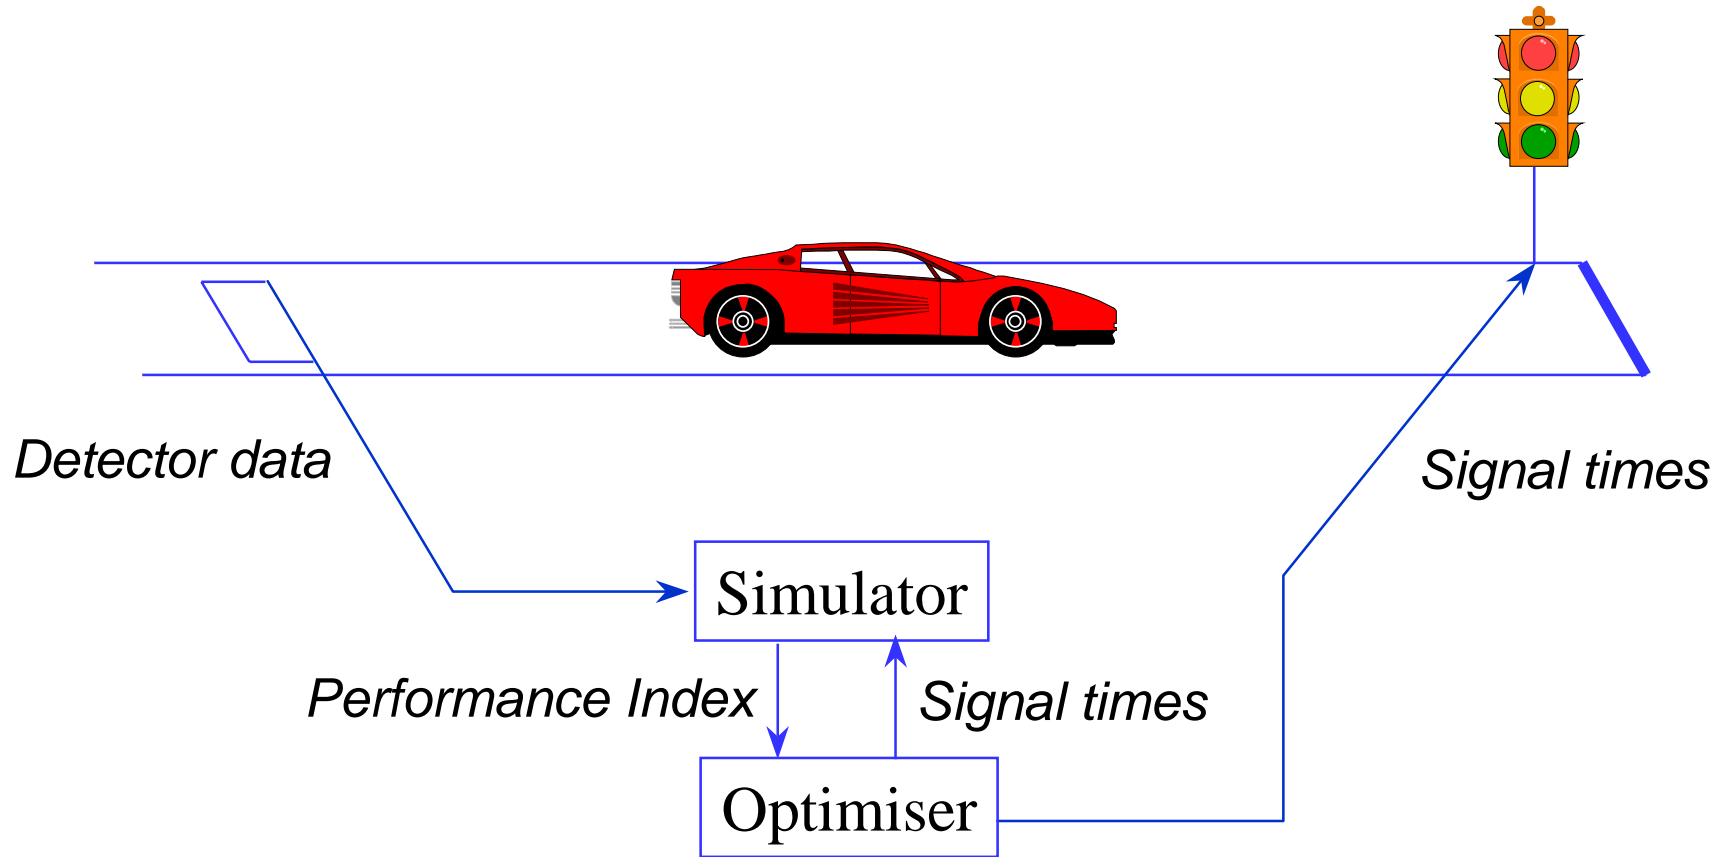 Detector data
Signal times
Simulator
Performance Index
Signal times
Optimiser